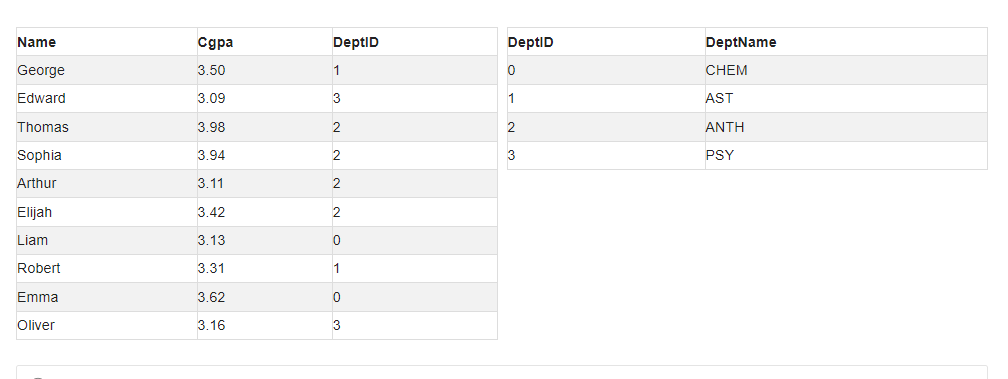 Name Cgpa DeptID
George 3.50 1
Edward 3.09 3
Thomas 3.98 2
Sophia 3.94 2
Arthur 3.11 2
Elijah 3.42 2
Liam 3.13 0
Robert 3.31 1
Emma 3.62 0
Oliver 3.16 3
DeptID DeptName
0 CHEM
1 AST
2 ANTH
3 PSY